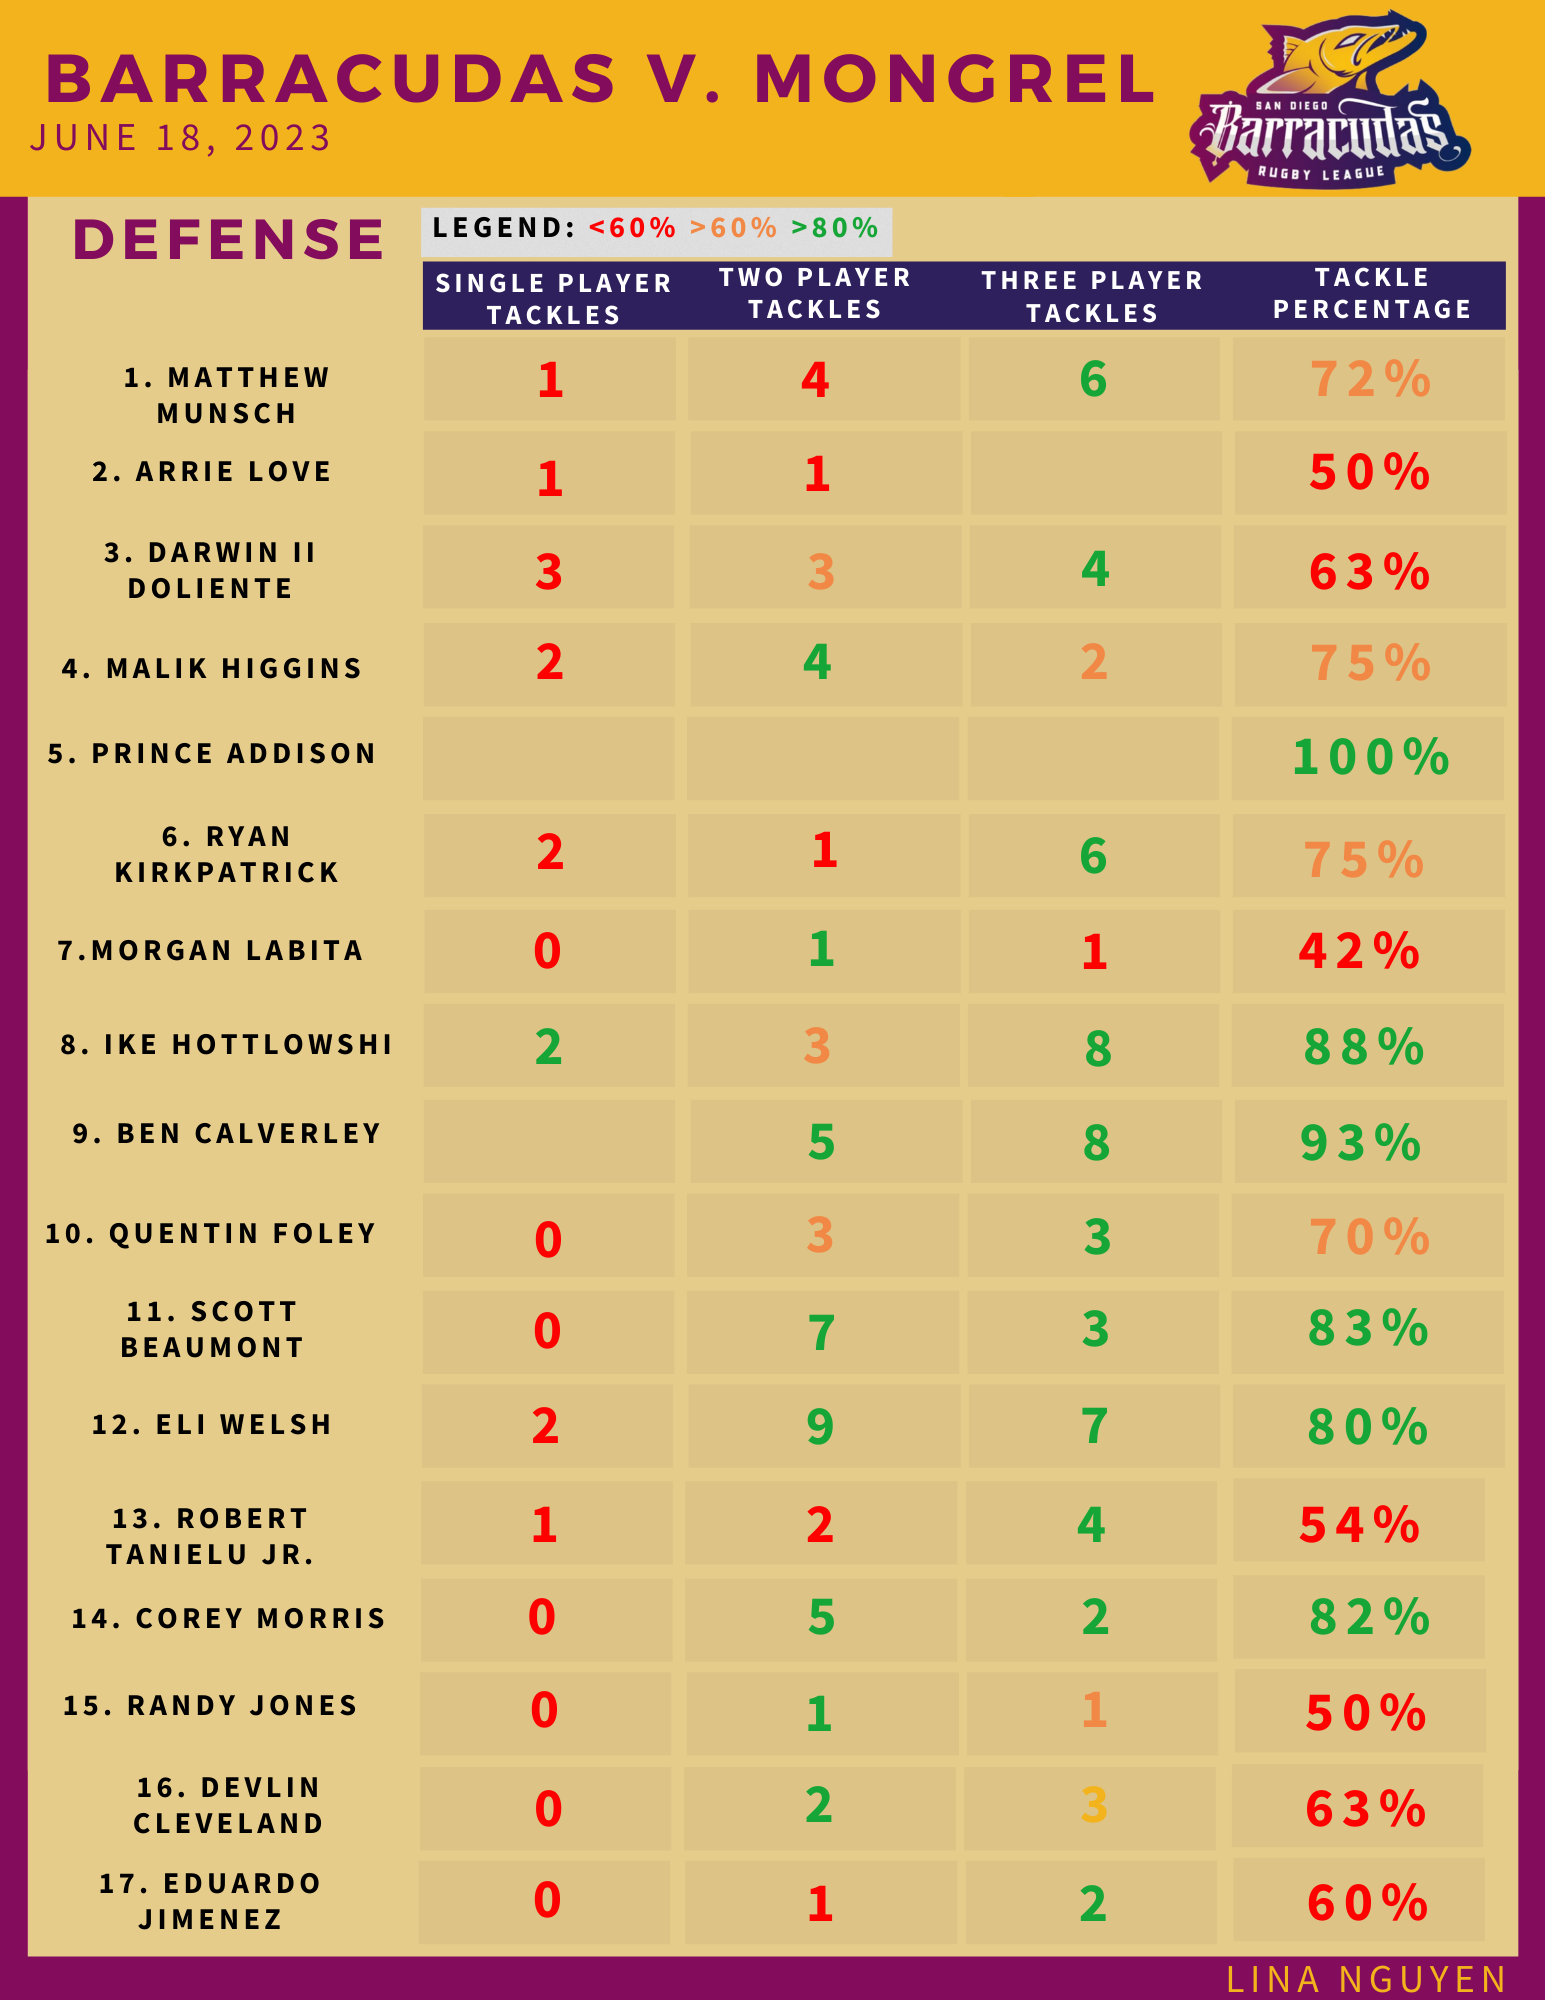 BARRACUDAS V. MONGREL
JUNE 18, 2023
SAN DIEGO
Barracudas
RUGBY LEAGUE
DEFENSE
LEGEND: <60% >60% >80%
SINGLE PLAYER
TACKLES
TWO PLAYER
TACKLES
THREE PLAYER
TACKLES
TACKLE
PERCENTAGE
1. MATTHEW
MUNSCH
1 4 6 72%
2. ARRIE LOVE 1 1 50%
3. DARWIN II
DOLIENTE
3 3 4 63%
4. MALIK HIGGINS 2 4 2 75%
5. PRINCE ADDISON 100%
6. RYAN
KIRKPATRICK
2 1 6 75%
7.MORGAN LABITA 0 1 1 42%
8. IKE HOTTLOWSHI 2 3 8 88%
9. BEN CALVERLEY 5 8 93%
10. QUENTIN FOLEY 0 3 3 70%
11. SCOTT
BEAUMONT
0 7 3 83%
12. ELI WELSH 2 9 7 80%
13. ROBERT
TANIELU JR.
1 2 4 54%
14. COREY MORRIS 0 5 2 82%
15. RANDY JONES 0 1 1 50%
16. DEVLIN
CLEVELAND
0 2 3 63%
17. EDUARDO
JIMENEZ
0 1 2 60%
LINA NGUYEN